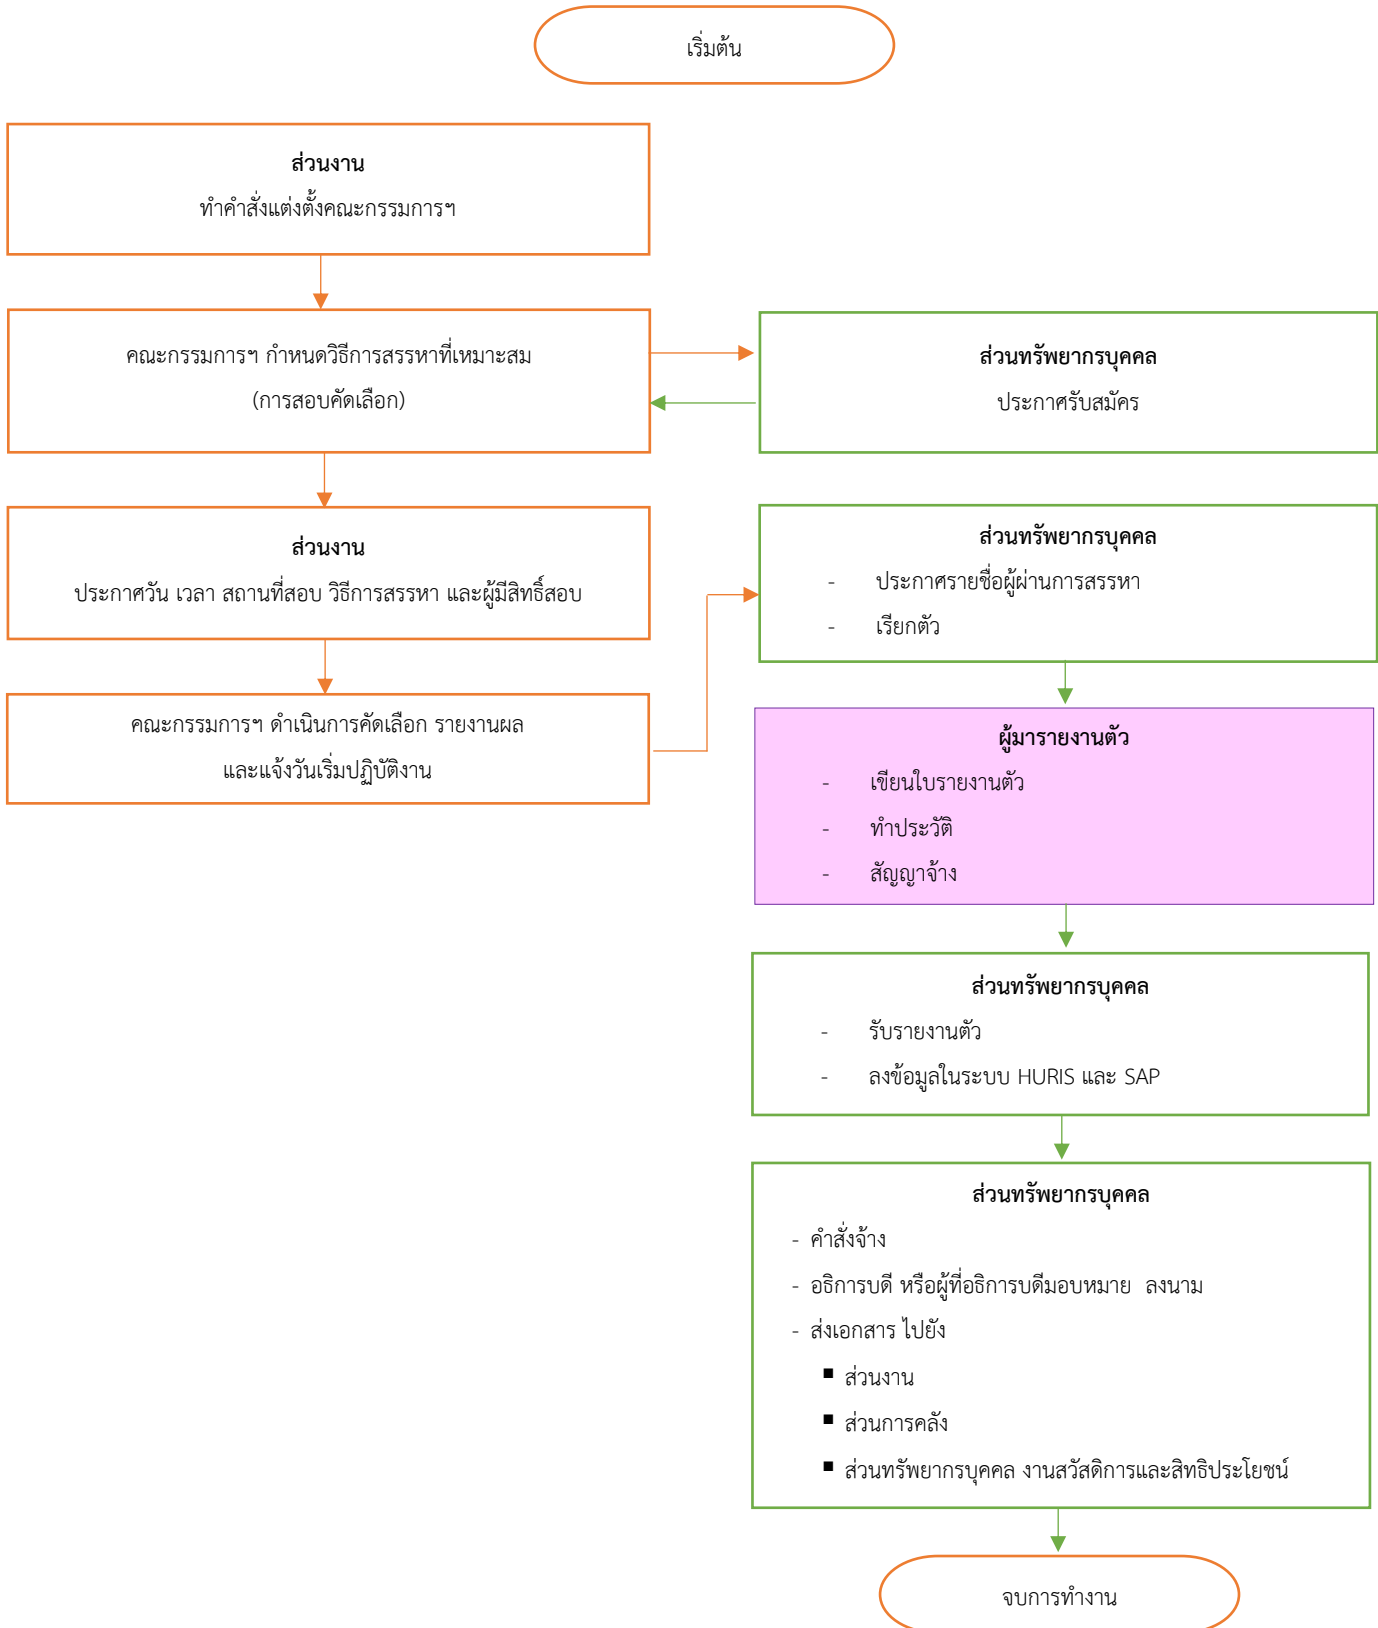 เริ่มต้น
ส่วนงาน
ทำคำสั่งแต่งตั้งคณะกรรมการฯ
คณะกรรมการฯ กำหนดวิธีการสรรหาที่เหมาะสม
(การสอบคัดเลือก)
ส่วนทรัพยากรบุคคล
ประกาศรับสมัคร
ส่วนงาน
ประกาศวัน เวลา สถานที่สอบ วิธีการสรรหา และผู้มีสิทธิ์สอบ
คณะกรรมการฯ ดำเนินการคัดเลือก รายงานผล
และแจ้งวันเริ่มปฏิบัติงาน
ส่วนทรัพยากรบุคคล
- ประกาศรายชื่อผู้ผ่านการสรรหา
- เรียกตัว
ผู้มารายงานตัว
- เขียนใบรายงานตัว
- ทำประวัติ
- สัญญาจ้าง
ส่วนทรัพยากรบุคคล
- รับรายงานตัว
- ลงข้อมูลในระบบ HURIS และ SAP
ส่วนทรัพยากรบุคคล
- คำสั่งจ้าง
- อธิการบดี หรือผู้ที่อธิการบดีมอบหมาย ลงนาม
- ส่งเอกสาร ไปยัง
▪ ส่วนงาน
▪ ส่วนการคลัง
▪ ส่วนทรัพยากรบุคคล งานสวัสดิการและสิทธิประโยชน์
จบการทำงาน